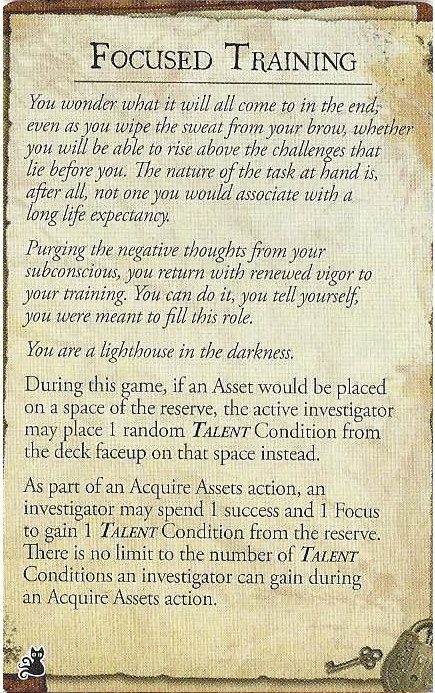 FOCUSED TRAINING
You wonder what it will all come to in the end;
even as you wipe the sweat from your brow, whether
you will be able to rise above the challenges that
lie before you. The nature of the task at hand is,
after all, not one you would associate with a
long life expectancy.
Purging the negative thoughts from your
subconscious, you return with renewed vigor to
your training. You can do it, you tell yourself,
you were meant to fill this role.
You are a lighthouse in the darkness.
During this game, if an Asset would be placed
on a space of the reserve, the active investigator
may place 1 random TALENT Condition from
the deck faceup on that space instead.
As part of an Acquire Assets action, an
investigator may spend 1 success and 1 Focus
to gain 1 TALENT Condition from the reserve.
There is no limit to the number of TALENT
Conditions an investigator can gain during
an Acquire Assets action.